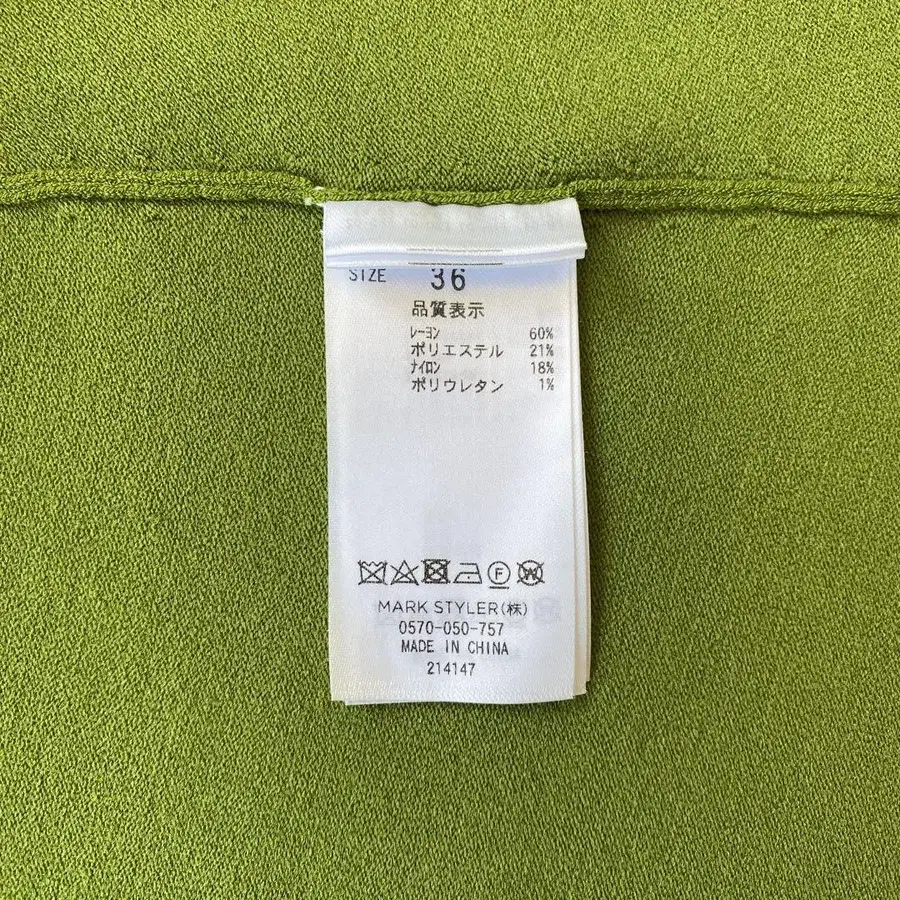 SIZE 36
品質表示
ﾚｰﾖﾝ 60%
ポリエステル 21%
ﾅｲﾛﾝ 18%
ポリウレタン 1%
F W
MARK STYLER(株)
0570-050-757
MADE IN CHINA
214147